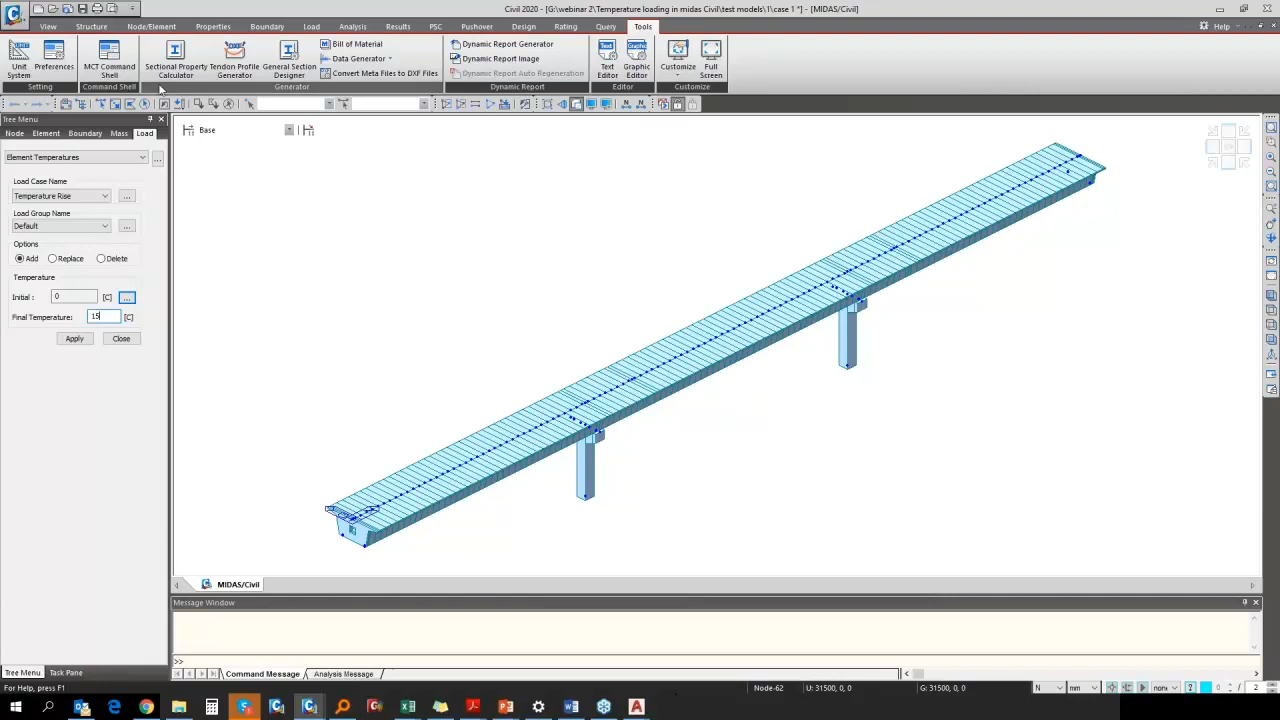 Civil 2020 - [G:\webinar 2\Temperature loading in midas Civil\test models\1\case 1 *] - [MIDAS/Civil]
View Structure Node/Element Properties Boundary Load Analysis Results PSC Pushover Design Rating Query Tools Help
Unit System
Preferences
Setting
MCT Command Shell
Command Shell
Sectional Property Calculator
Tendon Profile Generator
General Section Designer
Bill of Material
Data Generator
Convert Meta Files to DXF Files
Generator
Dynamic Report Generator
Dynamic Report Image
Dynamic Report Auto Regeneration
Dynamic Report
Text Editor
Graphic Editor
Editor
Customize
Full Screen
Customize
Tree Menu
Node Element Boundary Mass Load
Element Temperatures
Load Case Name
Temperature Rise
Load Group Name
Default
Options
Add Replace Delete
Temperature
Initial : 0 [C]
Final Temperature: 15 [C]
Apply Close
Base
MIDAS/Civil
Message Window
>>
Tree Menu Task Pane
Command Message Analysis Message
For Help, press F1
Node-62
U: 31500, 0, 0
G: 31500, 0, 0
N mm
none
? / 2